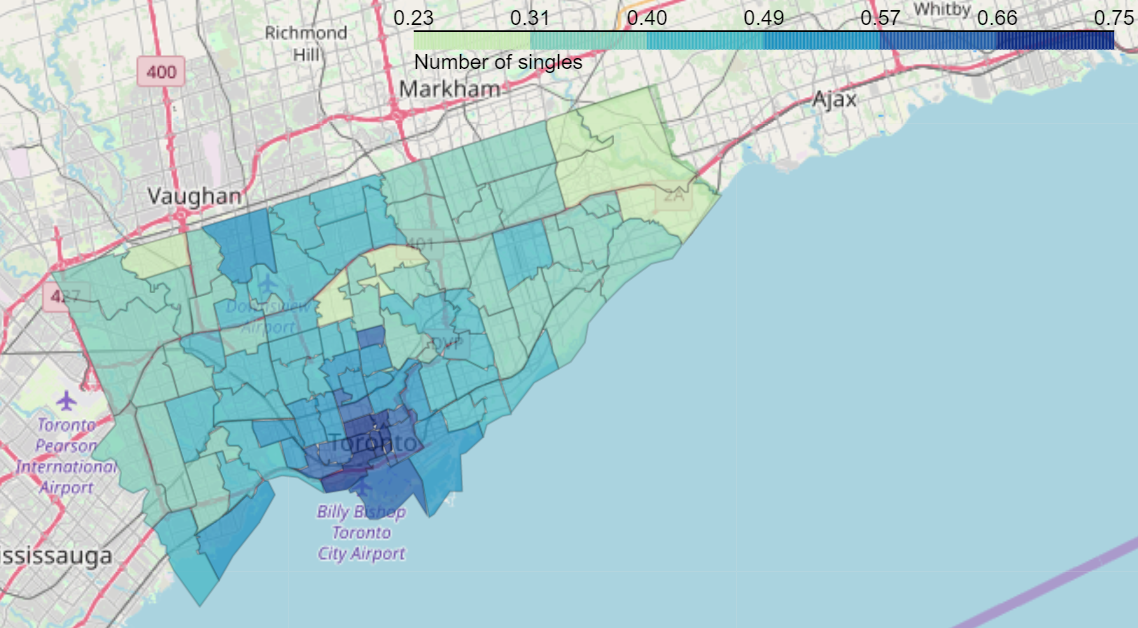 0.23 0.31 0.40 0.49 0.57 0.66 0.75
Number of singles
Whitby
Richmond
Hill
400
Markham
Ajax
Vaughan
2A
401
427
Downsview
Airport
DVP
Toronto
Pearson
International
Airport
Toronto
Billy Bishop
Toronto
City Airport
ississauga